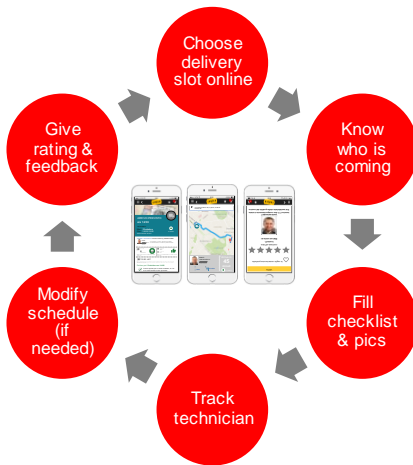 Choose
delivery
slot online
Know
who is
coming
Fill
checklist
& pics
Track
technician
Modify
schedule
(if
needed)
Give
rating &
feedback